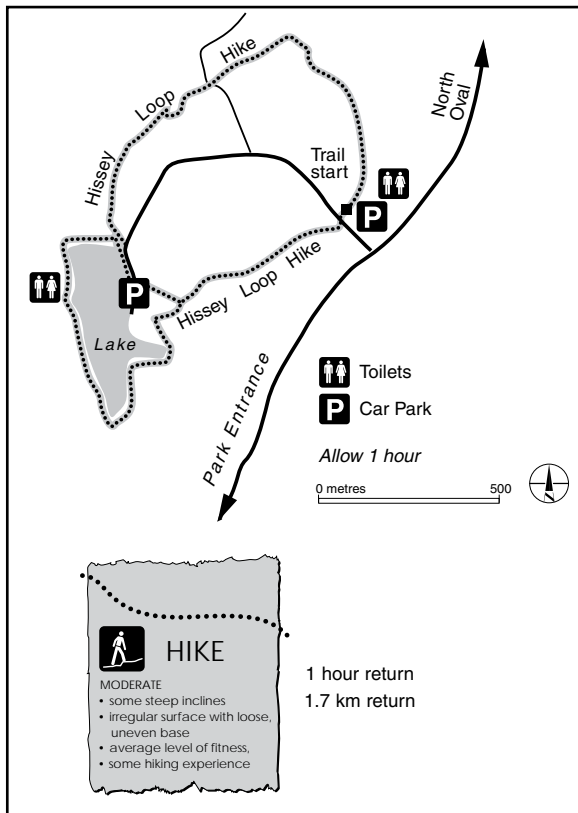 Hissey Loop Hike
North Oval
Trail start
P
P
Hissey Loop Hike
Lake
Park Entrance
Toilets
P Car Park
Allow 1 hour
0 metres 500
HIKE
MODERATE
• some steep inclines
• irregular surface with loose,
uneven base
• average level of fitness,
• some hiking experience
1 hour return
1.7 km return